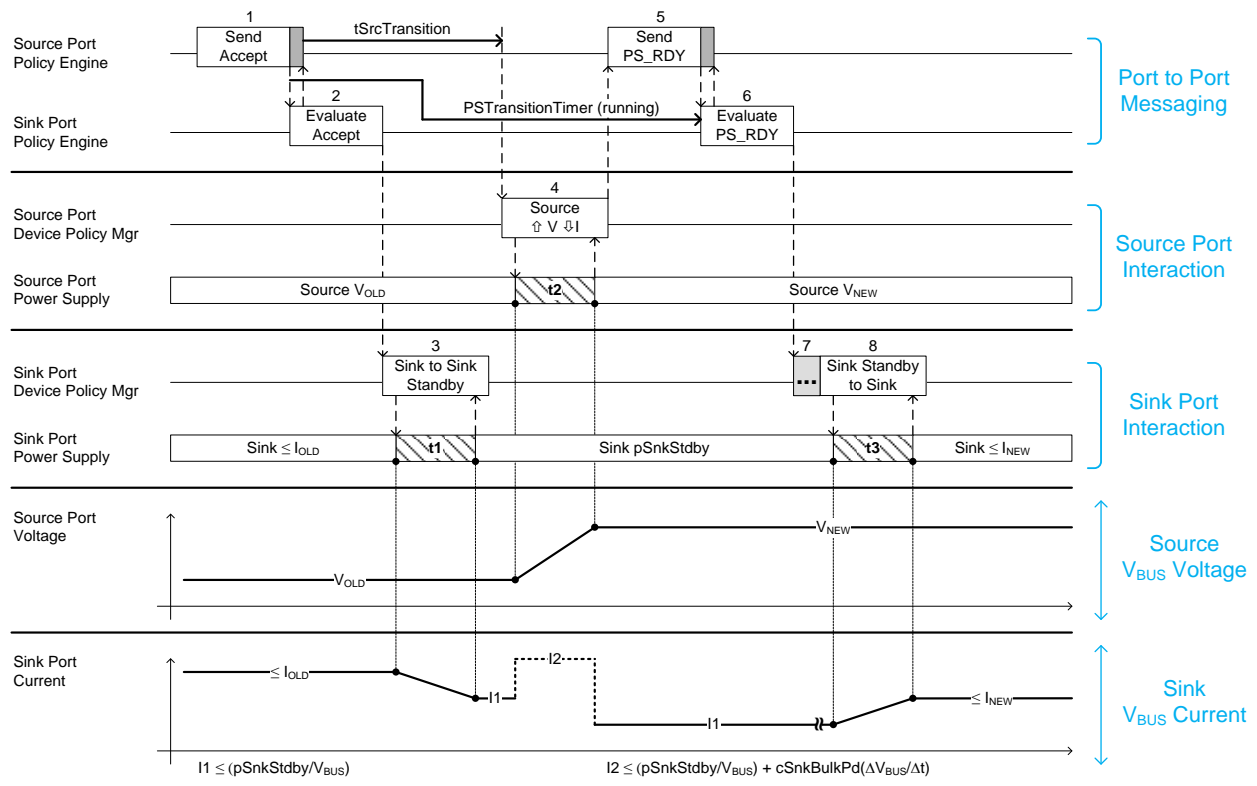 1
Source Port
Policy Engine
Send
Accept
tSrcTransition
5
Send
PS_RDY
Port to Port
Messaging
2
Sink Port
Policy Engine
Evaluate
Accept
PSTransitionTimer (running)
6
Evaluate
PS_RDY
4
Source Port
Device Policy Mgr
Source
⇧ V ⇩I
Source Port
Interaction
Source Port
Power Supply
Source VOLD
t2
Source VNEW
3
Sink Port
Device Policy Mgr
Sink to Sink
Standby
7
...
8
Sink Standby
to Sink
Sink Port
Interaction
Sink Port
Power Supply
Sink ≤ IOLD
t1
Sink pSnkStdby
t3
Sink ≤ INEW
Source Port
Voltage
VOLD
VNEW
Source
VBUS Voltage
Sink Port
Current
≤ IOLD
I1
I2
I1
≤ INEW
Sink
VBUS Current
I1 ≤ (pSnkStdby/VBUS)
I2 ≤ (pSnkStdby/VBUS) + cSnkBulkPd(ΔVBUS/Δt)